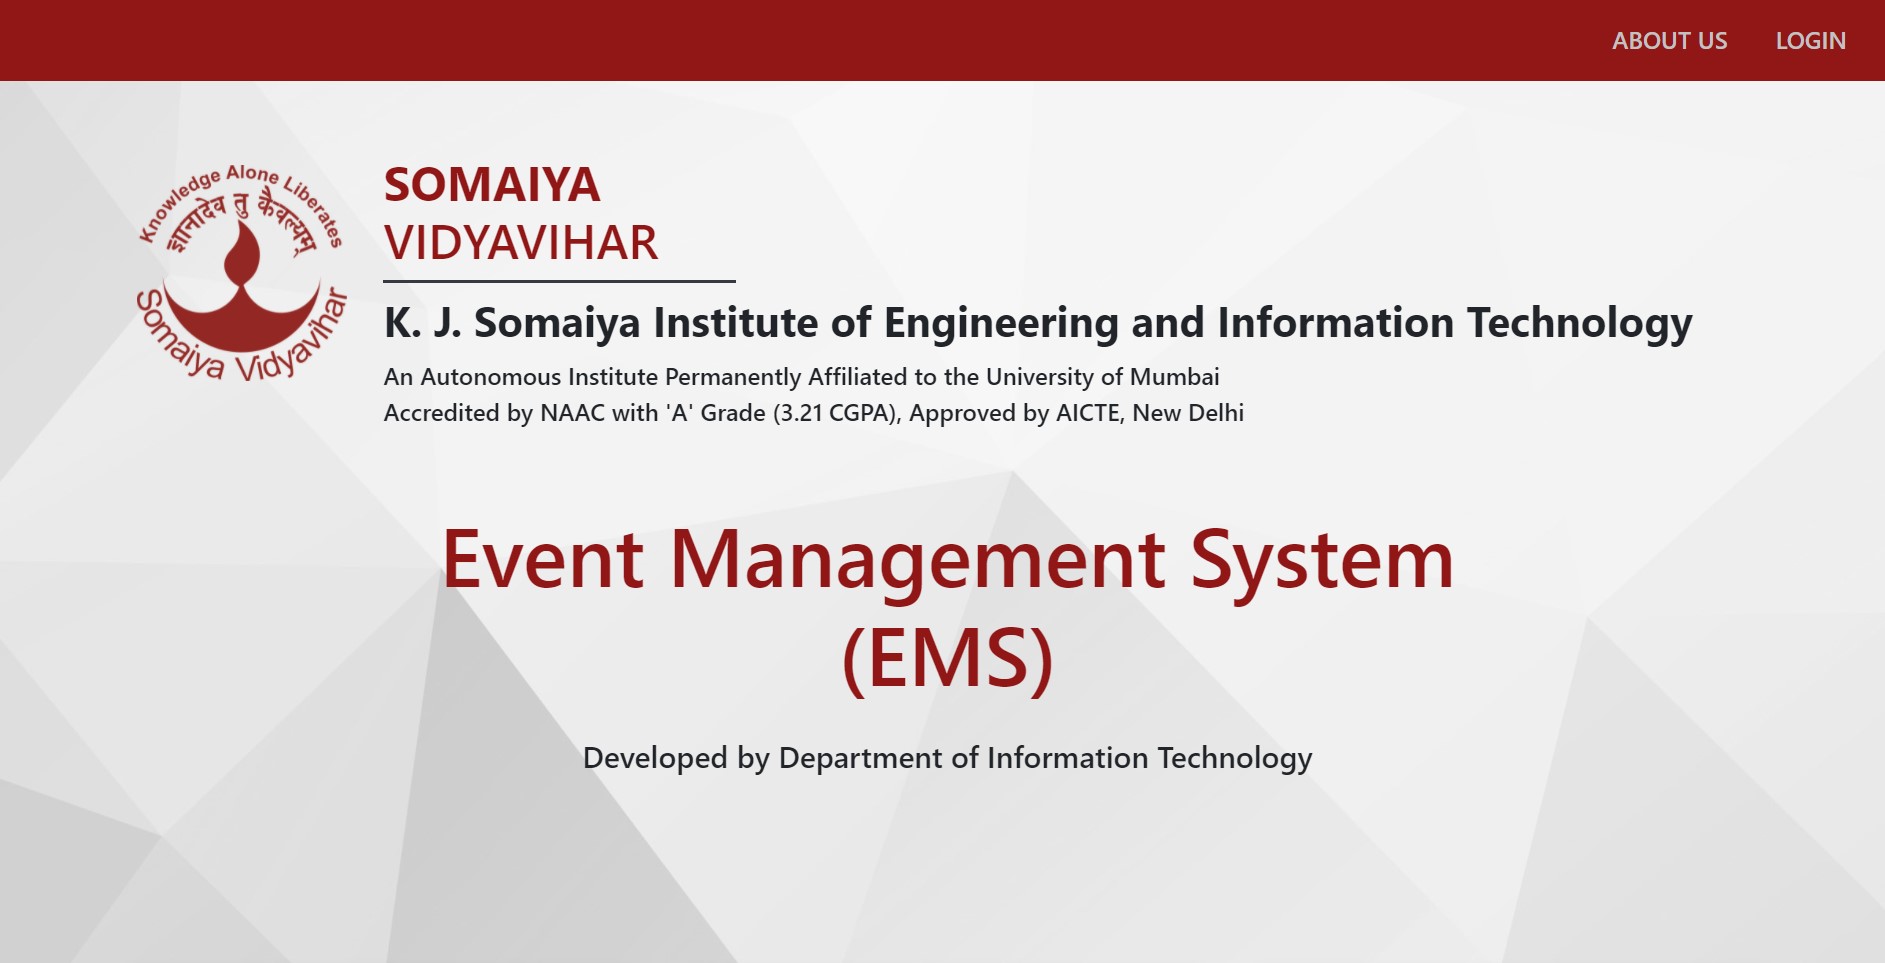 ABOUT US LOGIN
Knowledge Alone Liberates
ज्ञानादेव तु कैवल्यम्
Somaiya Vidyavihar
SOMAIYA
VIDYAVIHAR
K. J. Somaiya Institute of Engineering and Information Technology
An Autonomous Institute Permanently Affiliated to the University of Mumbai
Accredited by NAAC with 'A' Grade (3.21 CGPA), Approved by AICTE, New Delhi
Event Management System
(EMS)
Developed by Department of Information Technology